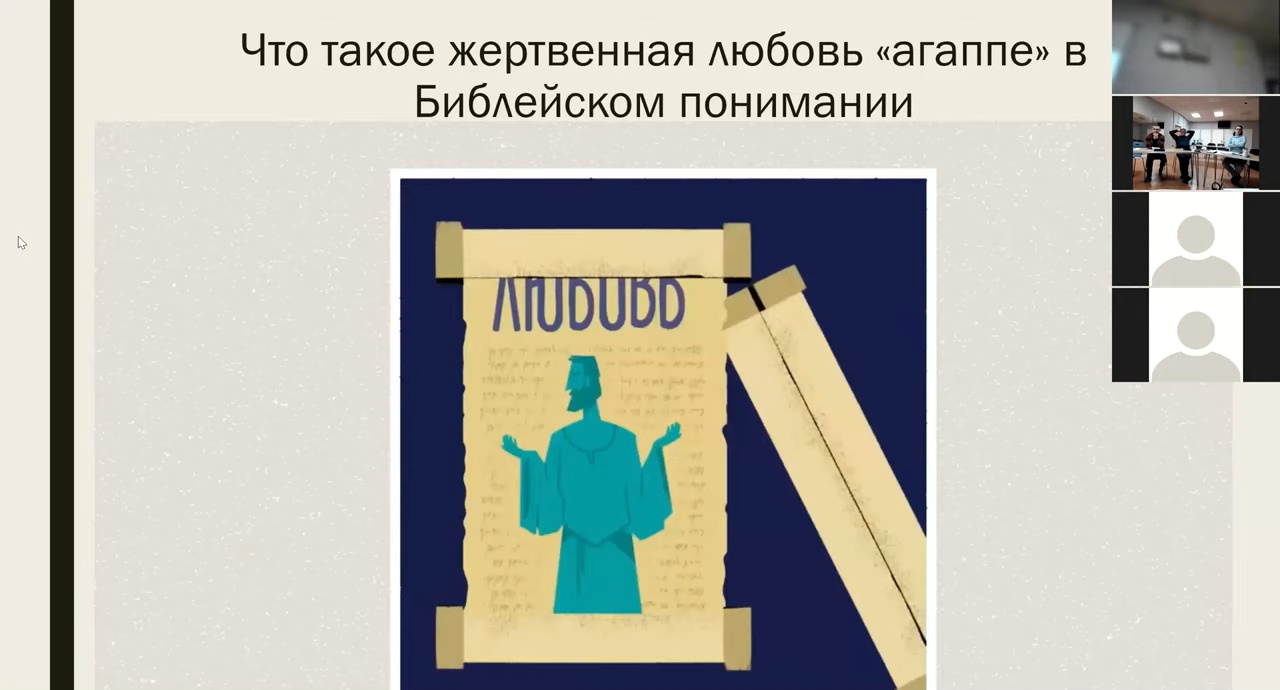 Что такое жертвенная любовь «агаппе» в
Библейском понимании
ЛЮБОВЬ